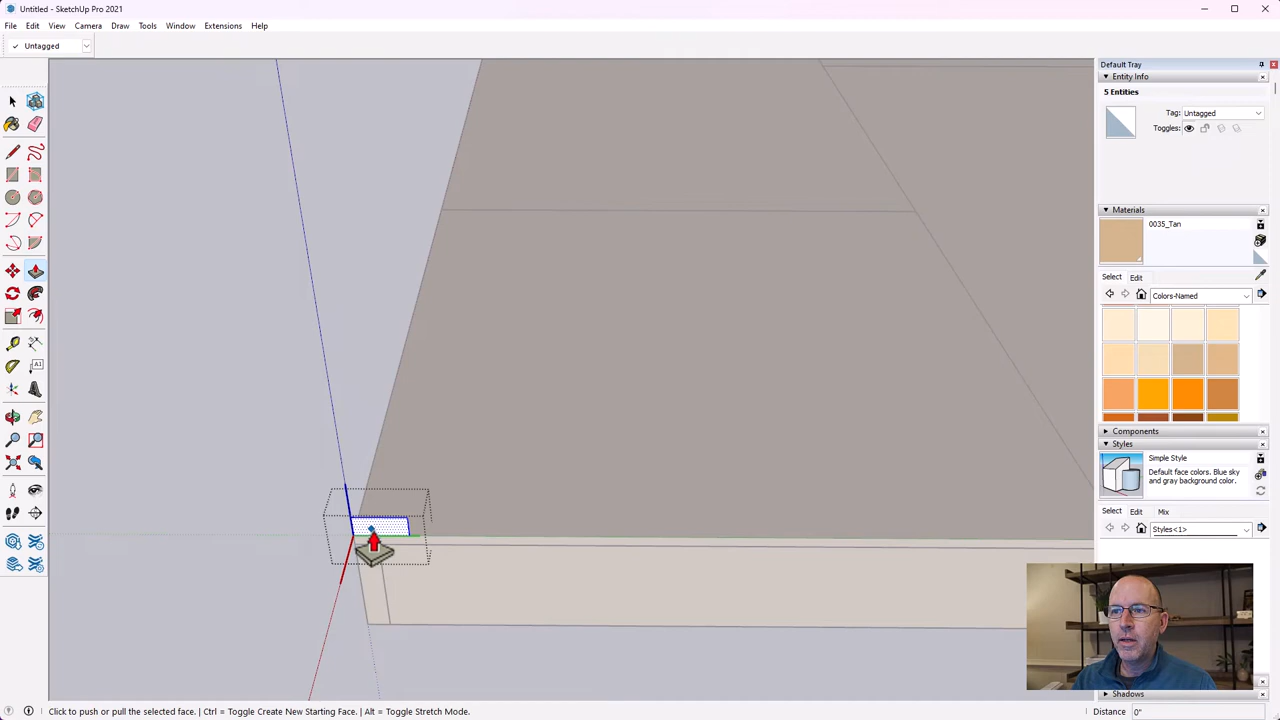 Untitled - SketchUp Pro 2021
File Edit View Camera Draw Tools Window Extensions Help
✓ Untagged
Default Tray
Entity Info
5 Entities
Tag: Untagged
Toggles:
Materials
0035_Tan
Select Edit
Colors-Named
Components
Styles
Simple Style
Default face colors. Blue sky and gray background color.
Select Edit Mix
Styles<1>
Shadows
Click to push or pull the selected face. | Ctrl = Toggle Create New Starting Face. | Alt = Toggle Stretch Mode.
Distance 0"